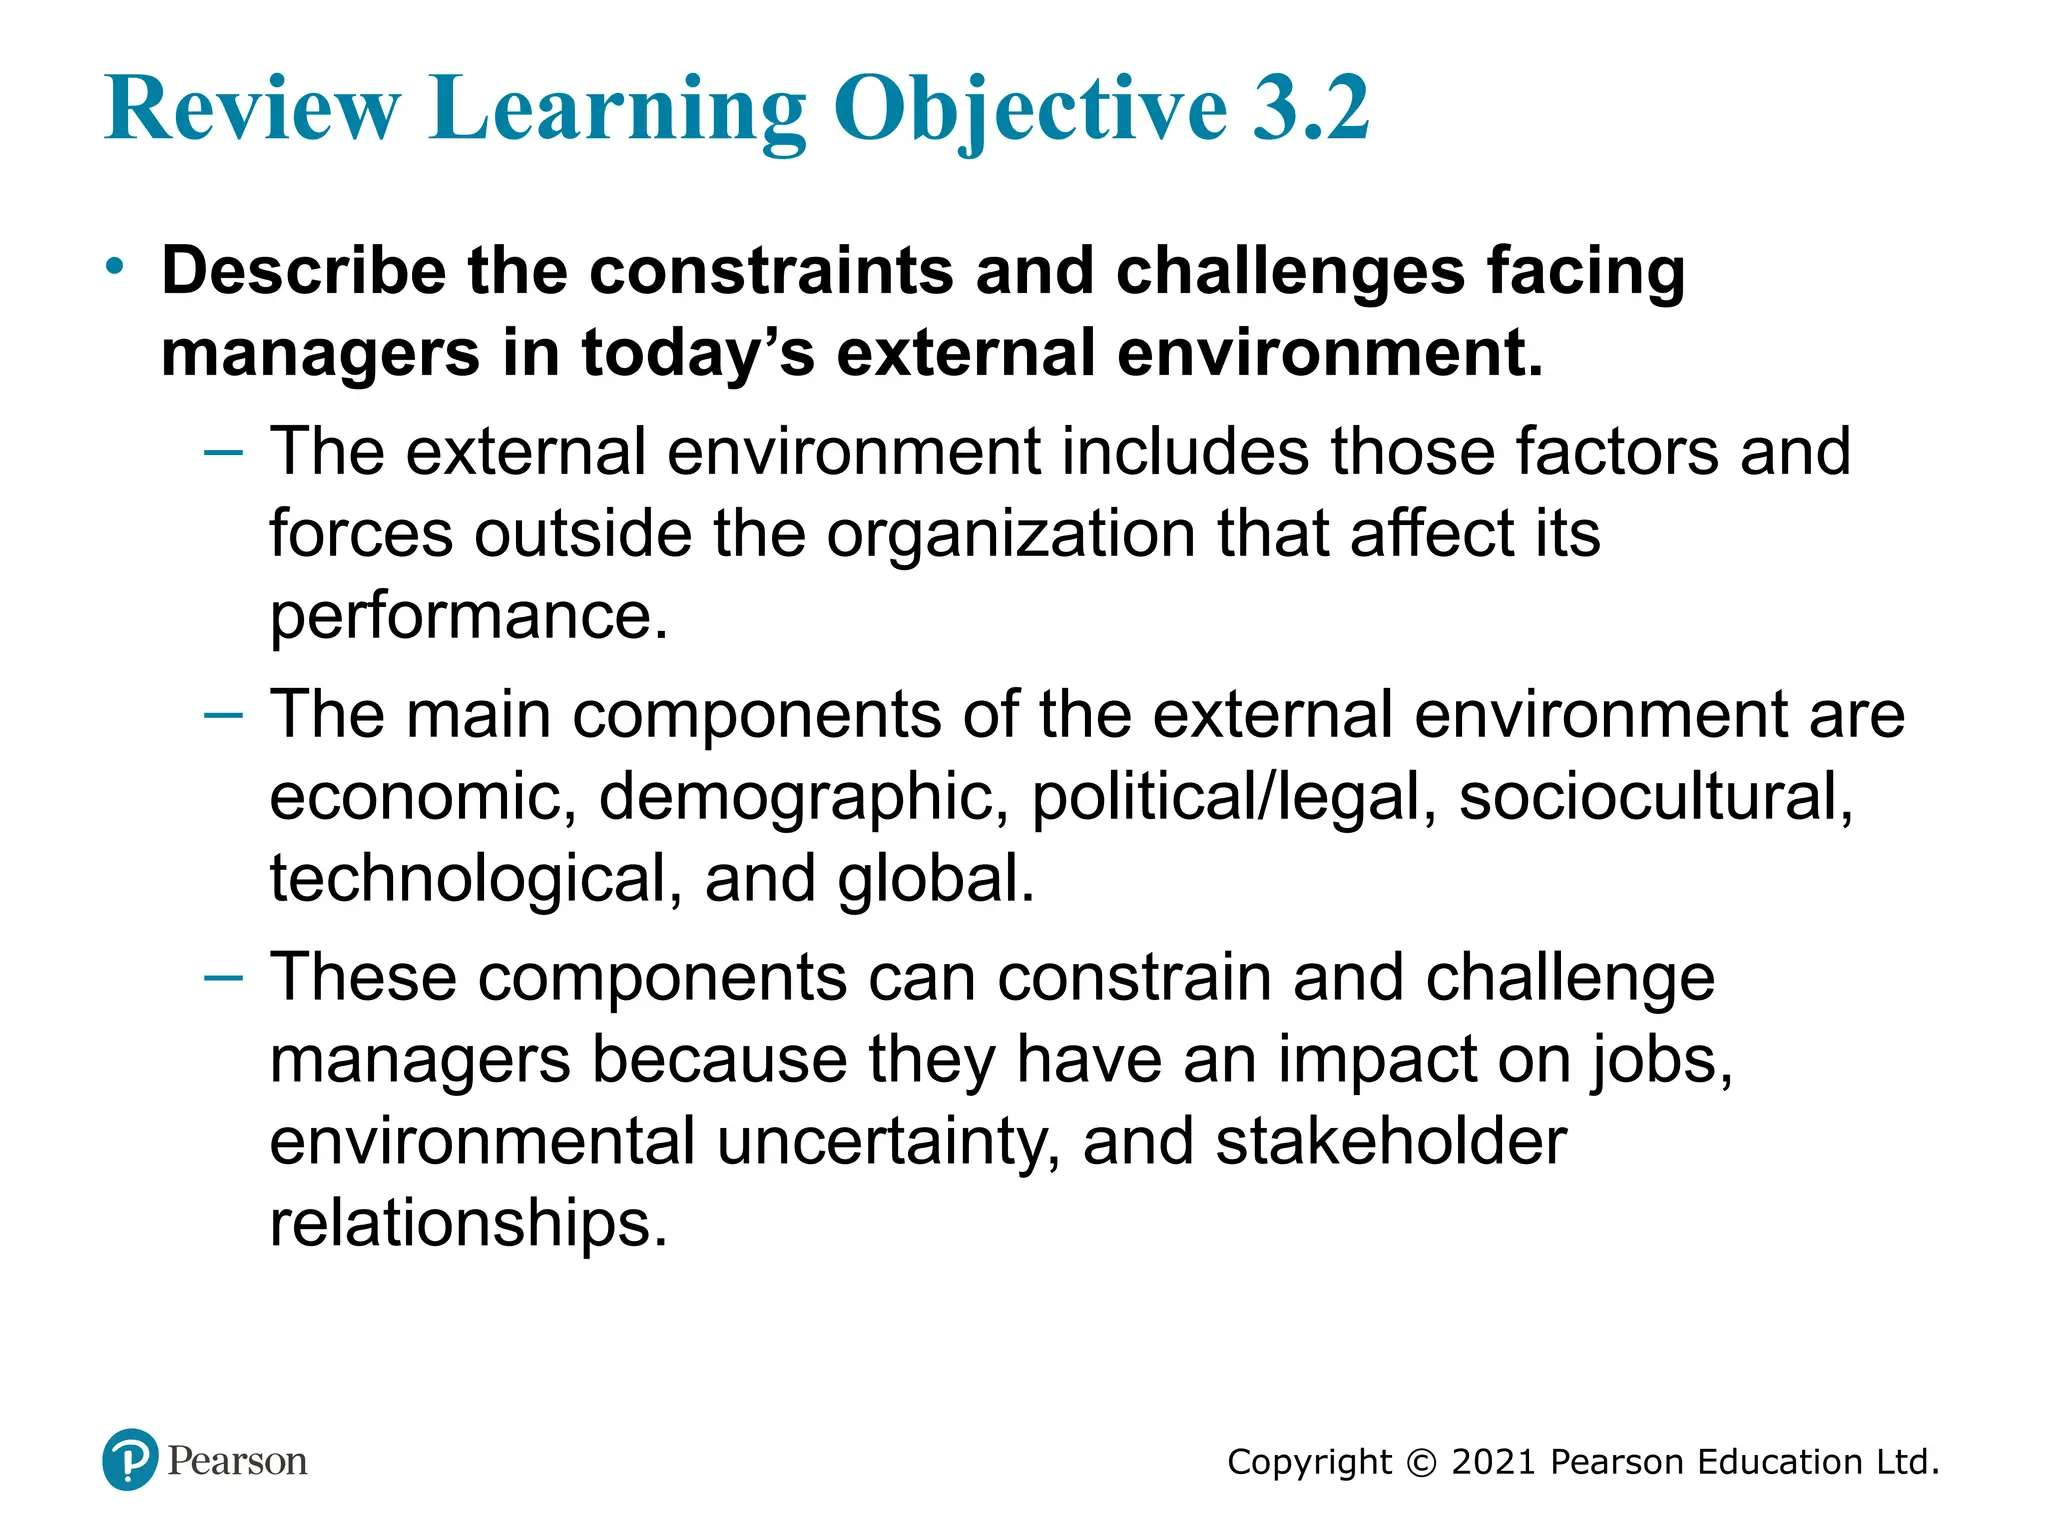 Review Learning Objective 3.2
• Describe the constraints and challenges facing
managers in today’s external environment.
– The external environment includes those factors and
forces outside the organization that affect its
performance.
– The main components of the external environment are
economic, demographic, political/legal, sociocultural,
technological, and global.
– These components can constrain and challenge
managers because they have an impact on jobs,
environmental uncertainty, and stakeholder
relationships.
P Pearson
Copyright © 2021 Pearson Education Ltd.